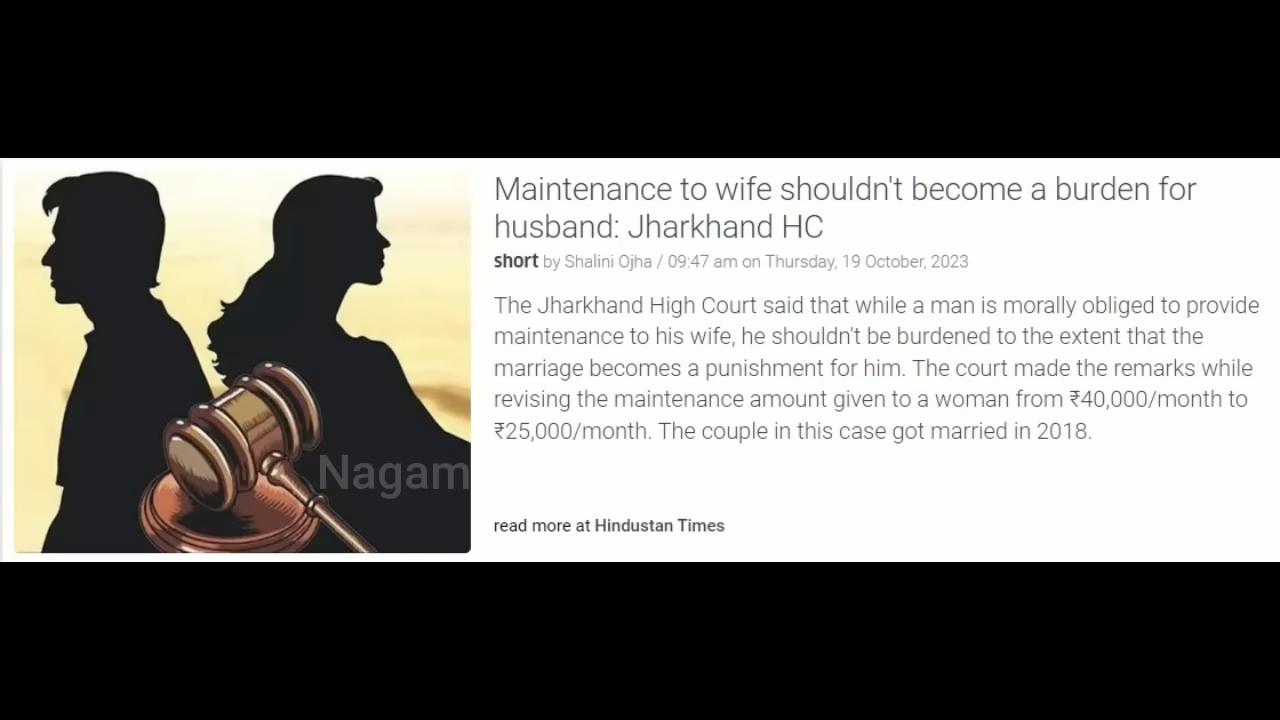 Maintenance to wife shouldn't become a burden for
husband: Jharkhand HC
short by Shalini Ojha / 09:47 am on Thursday, 19 October, 2023
The Jharkhand High Court said that while a man is morally obliged to provide
maintenance to his wife, he shouldn't be burdened to the extent that the
marriage becomes a punishment for him. The court made the remarks while
revising the maintenance amount given to a woman from ₹40,000/month to
₹25,000/month. The couple in this case got married in 2018.
Nagam
read more at Hindustan Times